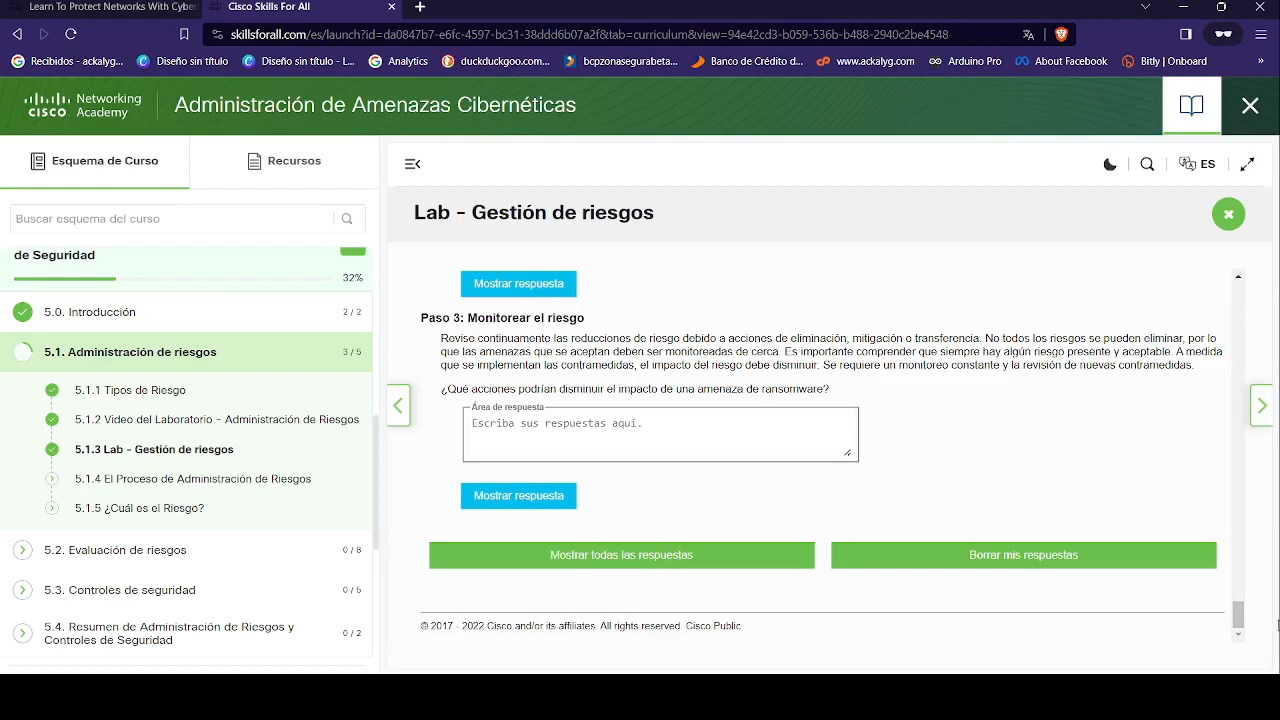 Learn To Protect Networks With Cyber
Cisco Skills For All
skillsforall.com/es/launch?id=da0847b7-e6fc-4597-bc31-38ddd6b07a2f&tab=curriculum&view=94e42cd3-b059-536b-b488-2940c2be4548
Recibidos - ackalyg...
Diseño sin título
Diseño sin título - L...
Analytics
duckduckgoo.com...
bcpzonasegurabeta...
Banco de Crédito d...
www.ackalyg.com
Arduino Pro
About Facebook
Bitly | Onboard
»
CISCO Networking Academy
Administración de Amenazas Cibernéticas
Esquema de Curso
Recursos
Buscar esquema del curso
de Seguridad
32%
5.0. Introducción 2 / 2
5.1. Administración de riesgos 3 / 5
5.1.1 Tipos de Riesgo
5.1.2 Video del Laboratorio - Administración de Riesgos
5.1.3 Lab - Gestión de riesgos
5.1.4 El Proceso de Administración de Riesgos
5.1.5 ¿Cuál es el Riesgo?
5.2. Evaluación de riesgos 0 / 8
5.3. Controles de seguridad 0 / 5
5.4. Resumen de Administración de Riesgos y
Controles de Seguridad 0 / 2
ES
Lab - Gestión de riesgos
Mostrar respuesta
Paso 3: Monitorear el riesgo
Revise continuamente las reducciones de riesgo debido a acciones de eliminación, mitigación o transferencia. No todos los riesgos se pueden eliminar, por lo
que las amenazas que se aceptan deben ser monitoreadas de cerca. Es importante comprender que siempre hay algún riesgo presente y aceptable. A medida
que se implementan las contramedidas, el impacto del riesgo debe disminuir. Se requiere un monitoreo constante y la revisión de nuevas contramedidas.
¿Qué acciones podrían disminuir el impacto de una amenaza de ransomware?
Área de respuesta
Escriba sus respuestas aquí.
Mostrar respuesta
Mostrar todas las respuestas
Borrar mis respuestas
© 2017 - 2022 Cisco and/or its affiliates. All rights reserved. Cisco Public